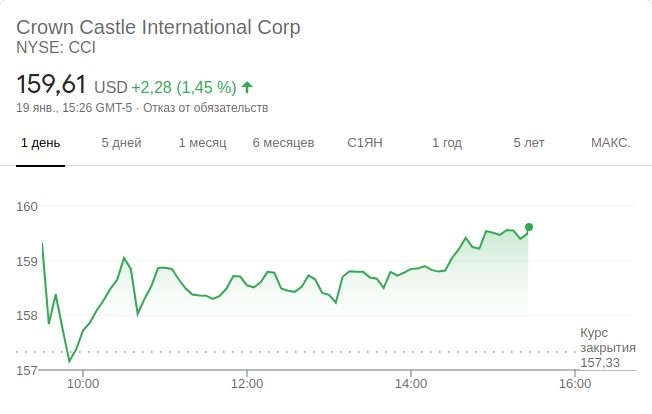 Crown Castle International Corp
NYSE: CCI
159,61 USD +2,28 (1,45 %)
19 янв., 15:26 GMT-5 · Отказ от обязательств
1 день 5 дней 1 месяц 6 месяцев С1ЯН 1 год 5 лет МАКС.
160
159
158
157
Курс
закрытия
157,33
10:00 12:00 14:00 16:00